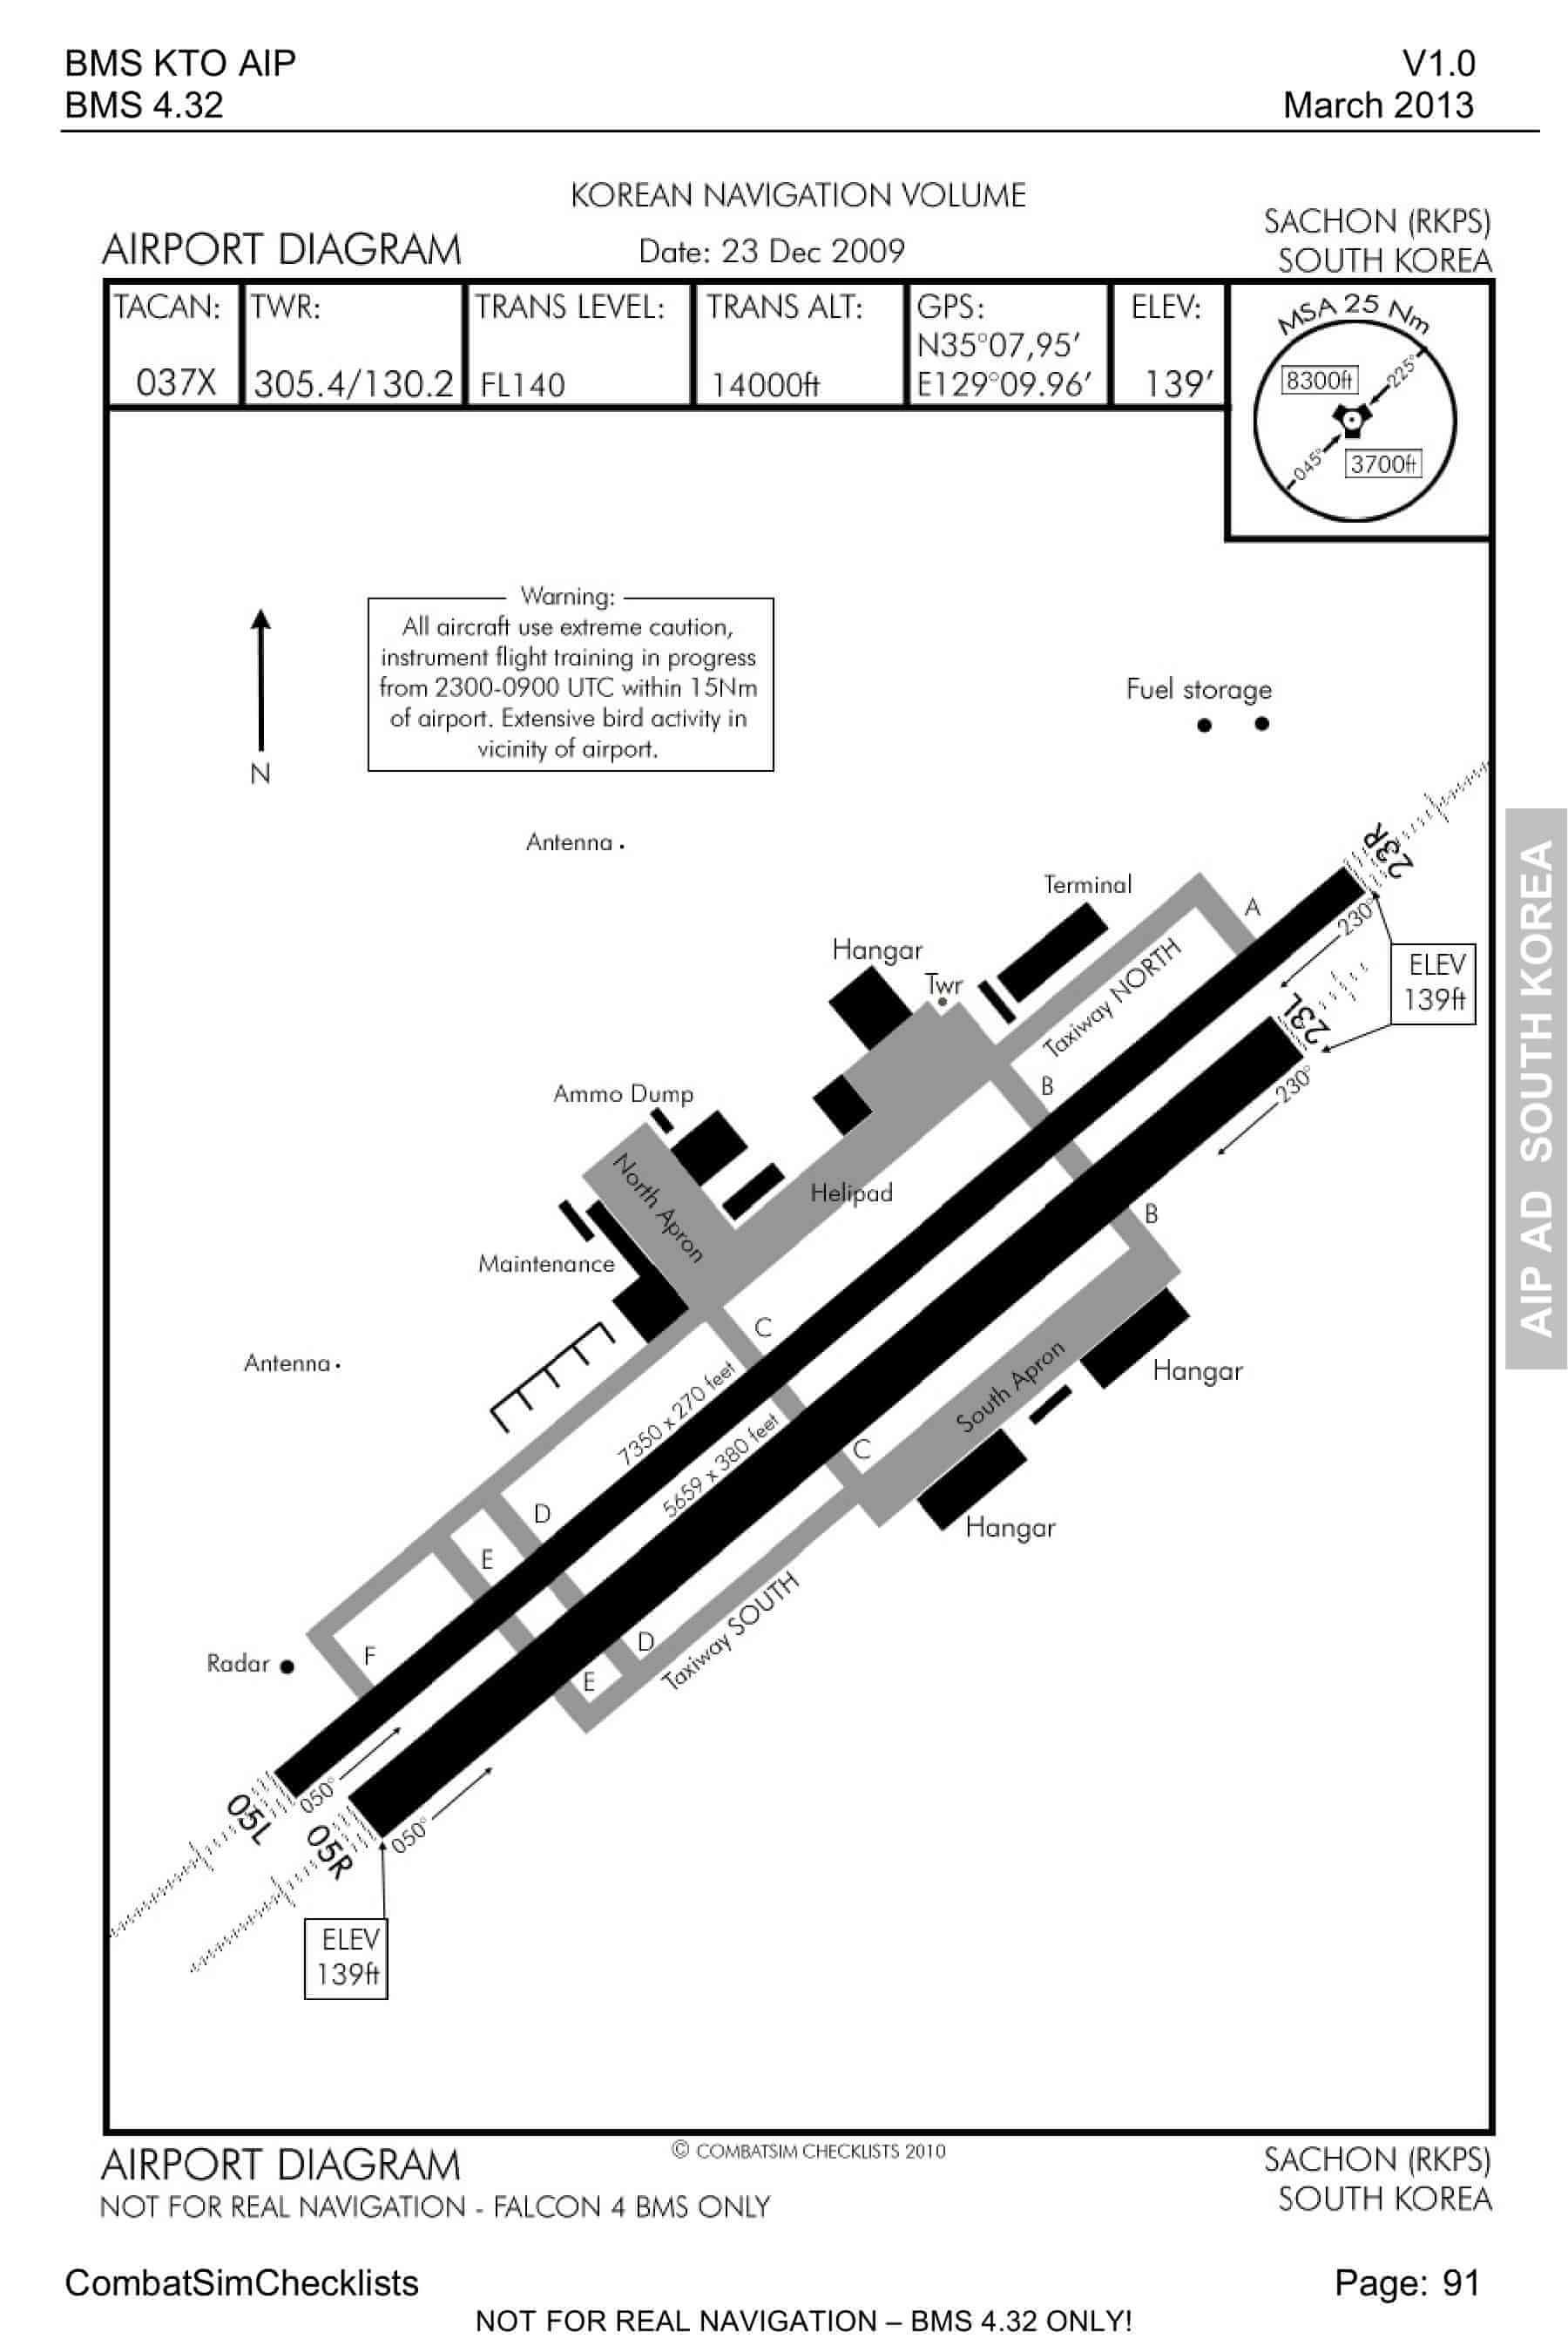 BMS KTO AIP
V1.0
BMS 4.32
March 2013
KOREAN NAVIGATION VOLUME
AIRPORT DIAGRAM
Date: 23 Dec 2009
SACHON (RKPS)
SOUTH KOREA
TACAN:
037X
TWR:
305.4/130.2
TRANS LEVEL:
FL140
TRANS ALT:
14000ft
GPS:
N35°07,95′
E129°09.96′
ELEV:
139′
MSA 25 Nm
8300ft
225°
045°
3700ft
Warning:
All aircraft use extreme caution,
instrument flight training in progress
from 2300-0900 UTC within 15Nm
of airport. Extensive bird activity in
vicinity of airport.
N
Fuel storage
Antenna
23R
Terminal
A
230°
Hangar
Twr
Taxiway NORTH
ELEV
139ft
23L
B
230°
Ammo Dump
North Apron
Helipad
B
Maintenance
C
Antenna
7350 x 270 feet
5659 x 380 feet
South Apron
Hangar
C
D
Hangar
E
D
Taxiway SOUTH
F
Radar
E
050°
05L
050°
05R
ELEV
139ft
AIP AD SOUTH KOREA
AIRPORT DIAGRAM
© COMBATSIM CHECKLISTS 2010
SACHON (RKPS)
NOT FOR REAL NAVIGATION - FALCON 4 BMS ONLY
SOUTH KOREA
CombatSimChecklists
Page: 91
NOT FOR REAL NAVIGATION – BMS 4.32 ONLY!